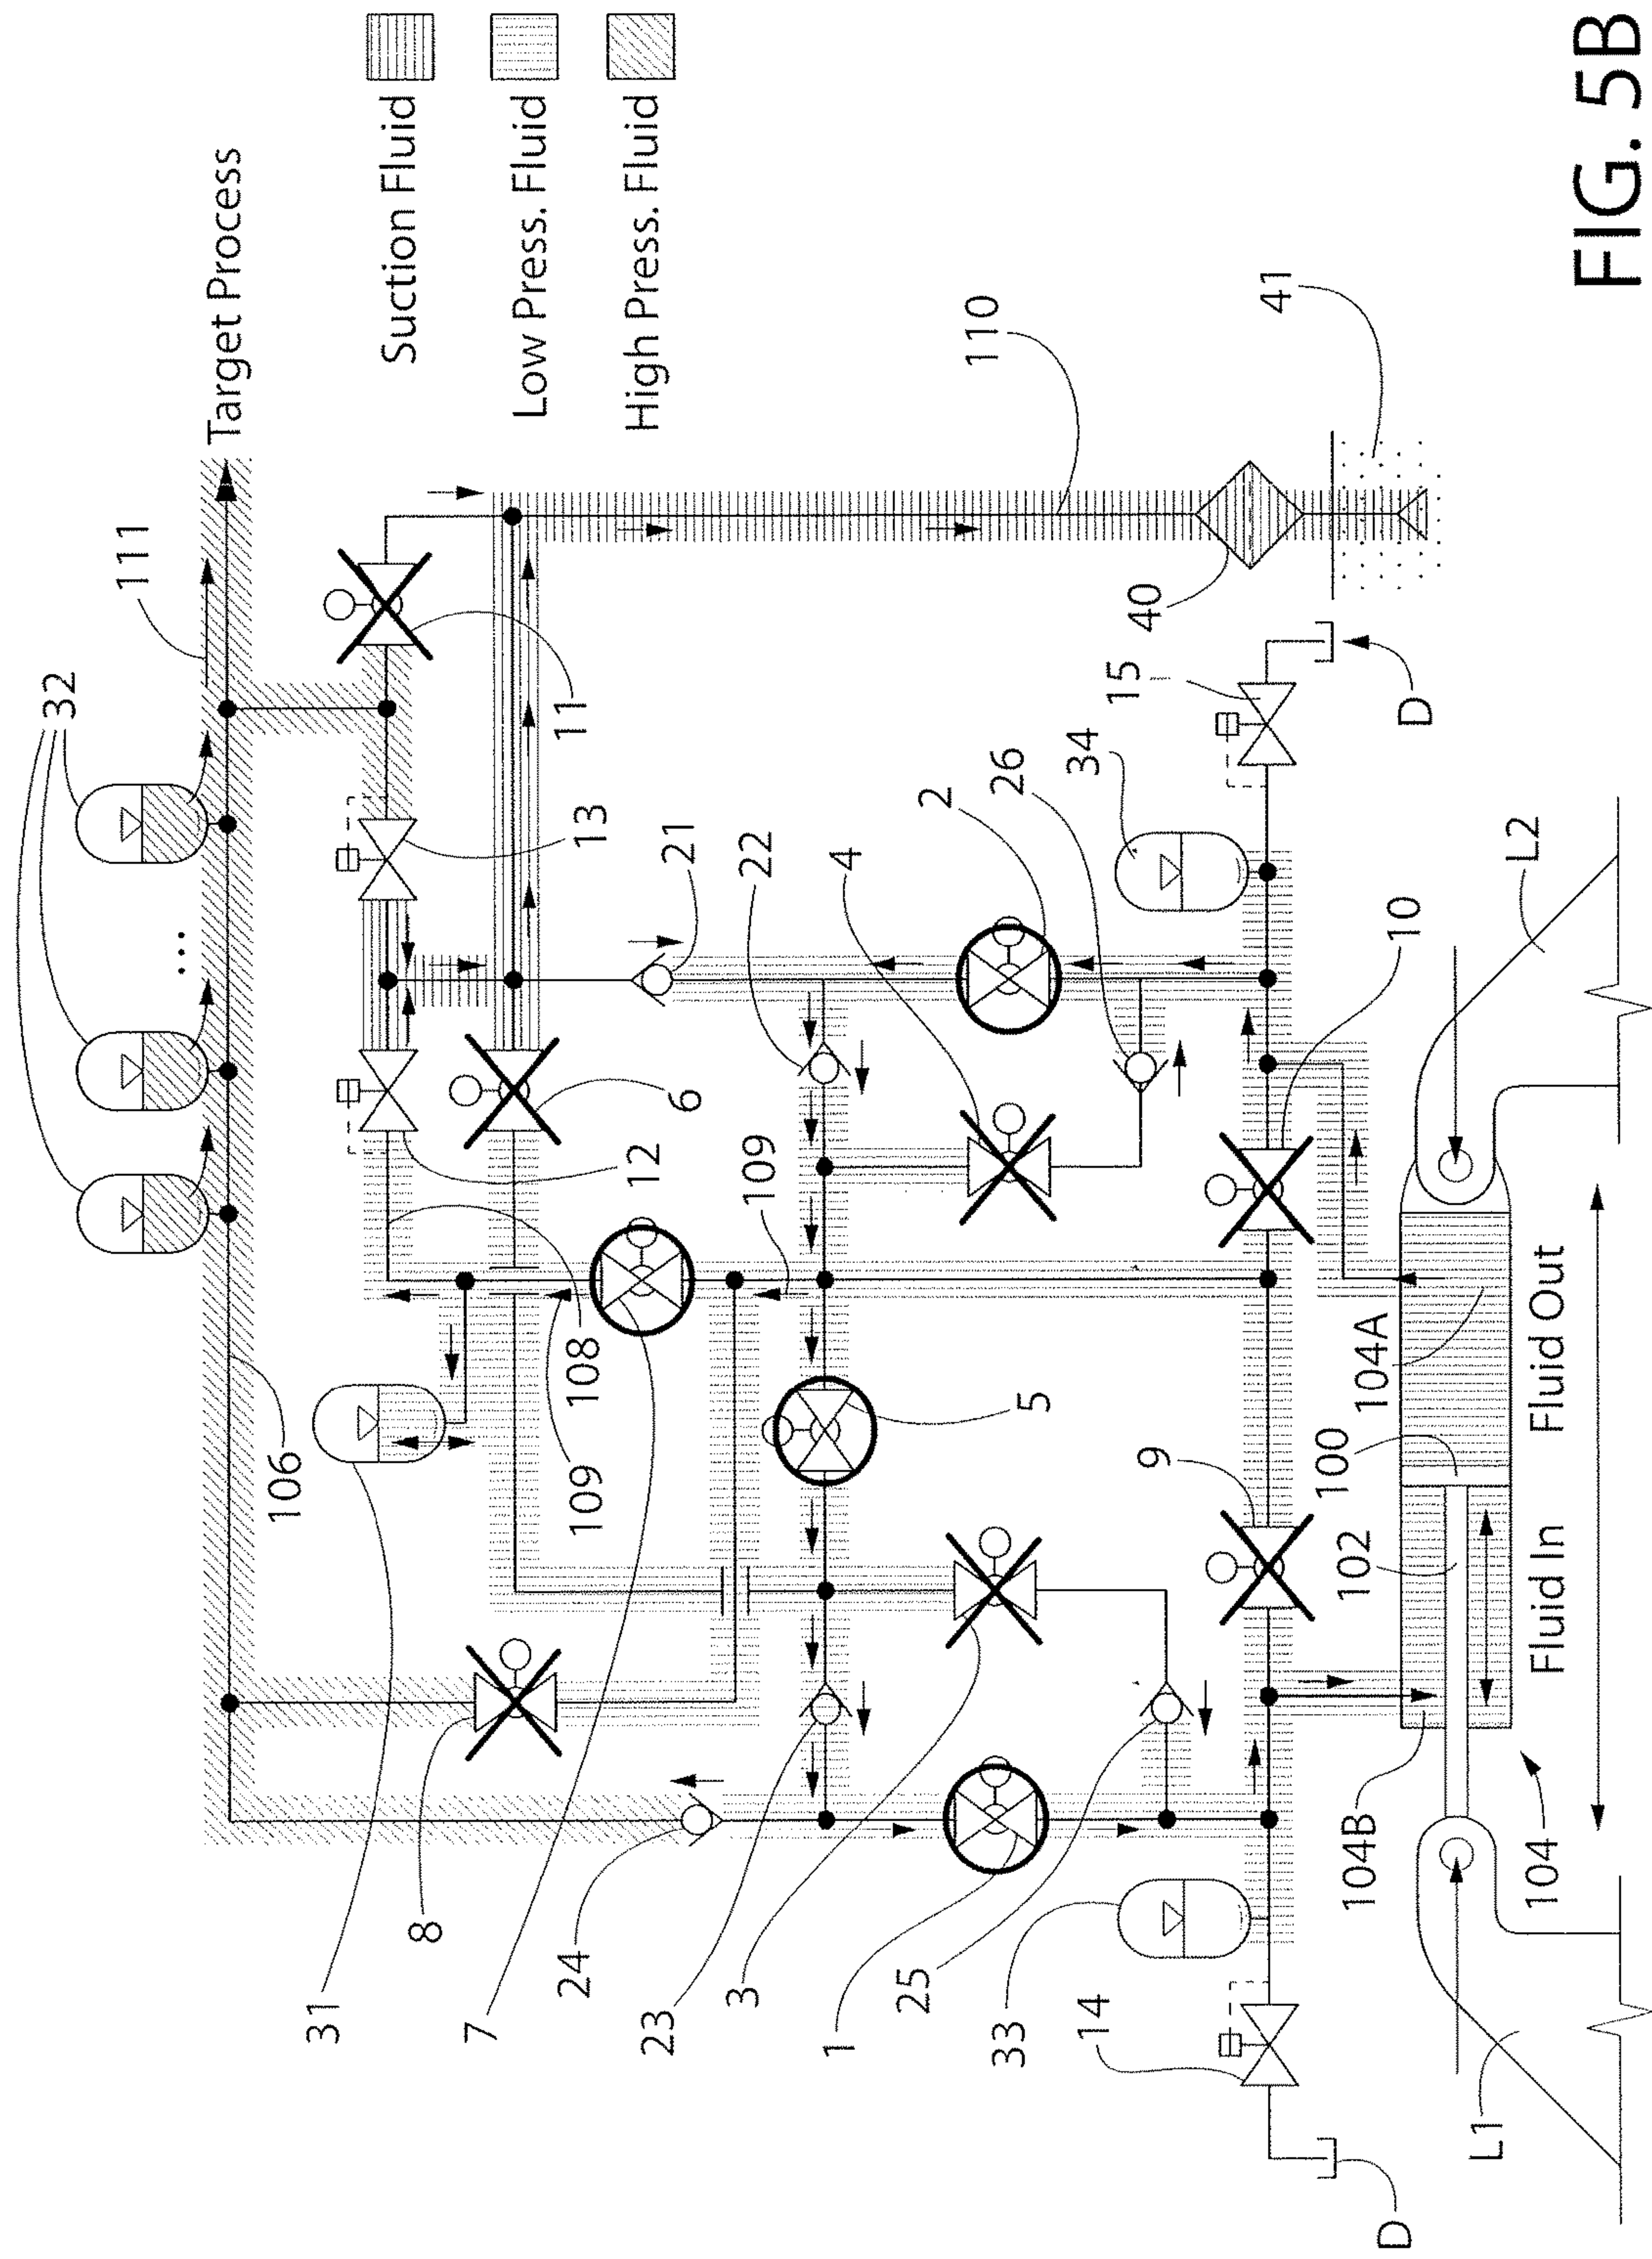 Target Process
Suction Fluid
Low Press. Fluid
High Press. Fluid
111
32
106
11
13
12
6
21
22
4
2
26
34
15
D
110
40
41
31
8
108
109
109
7
24
23
3
5
1
25
33
14
9
10
L2
L1
D
100
102
104A
104B
104
Fluid In
Fluid Out
FIG. 5B